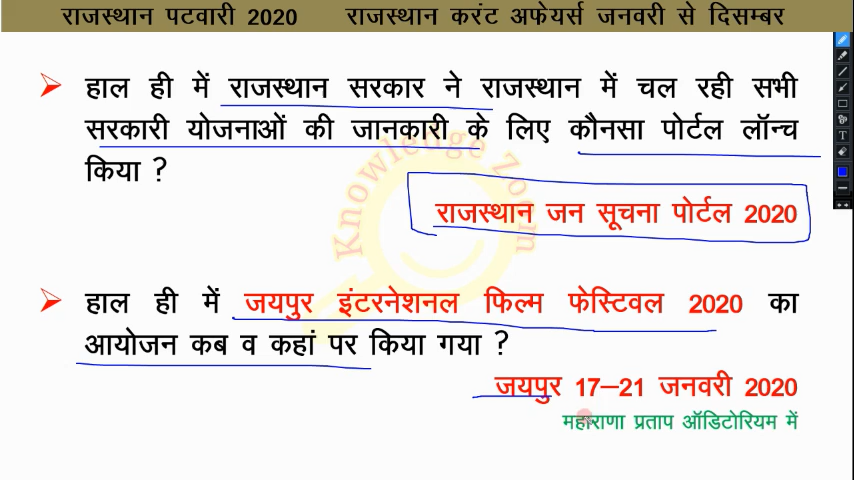 राजस्थान पटवारी 2020 राजस्थान करंट अफेयर्स जनवरी से दिसम्बर
हाल ही में राजस्थान सरकार ने राजस्थान में चल रही सभी
सरकारी योजनाओं की जानकारी के लिए कौनसा पोर्टल लॉन्च
किया ?
राजस्थान जन सूचना पोर्टल 2020
Knowledge Zoom
हाल ही में जयपुर इंटरनेशनल फिल्म फेस्टिवल 2020 का
आयोजन कब व कहां पर किया गया ?
जयपुर 17–21 जनवरी 2020
महाराणा प्रताप ऑडिटोरियम में